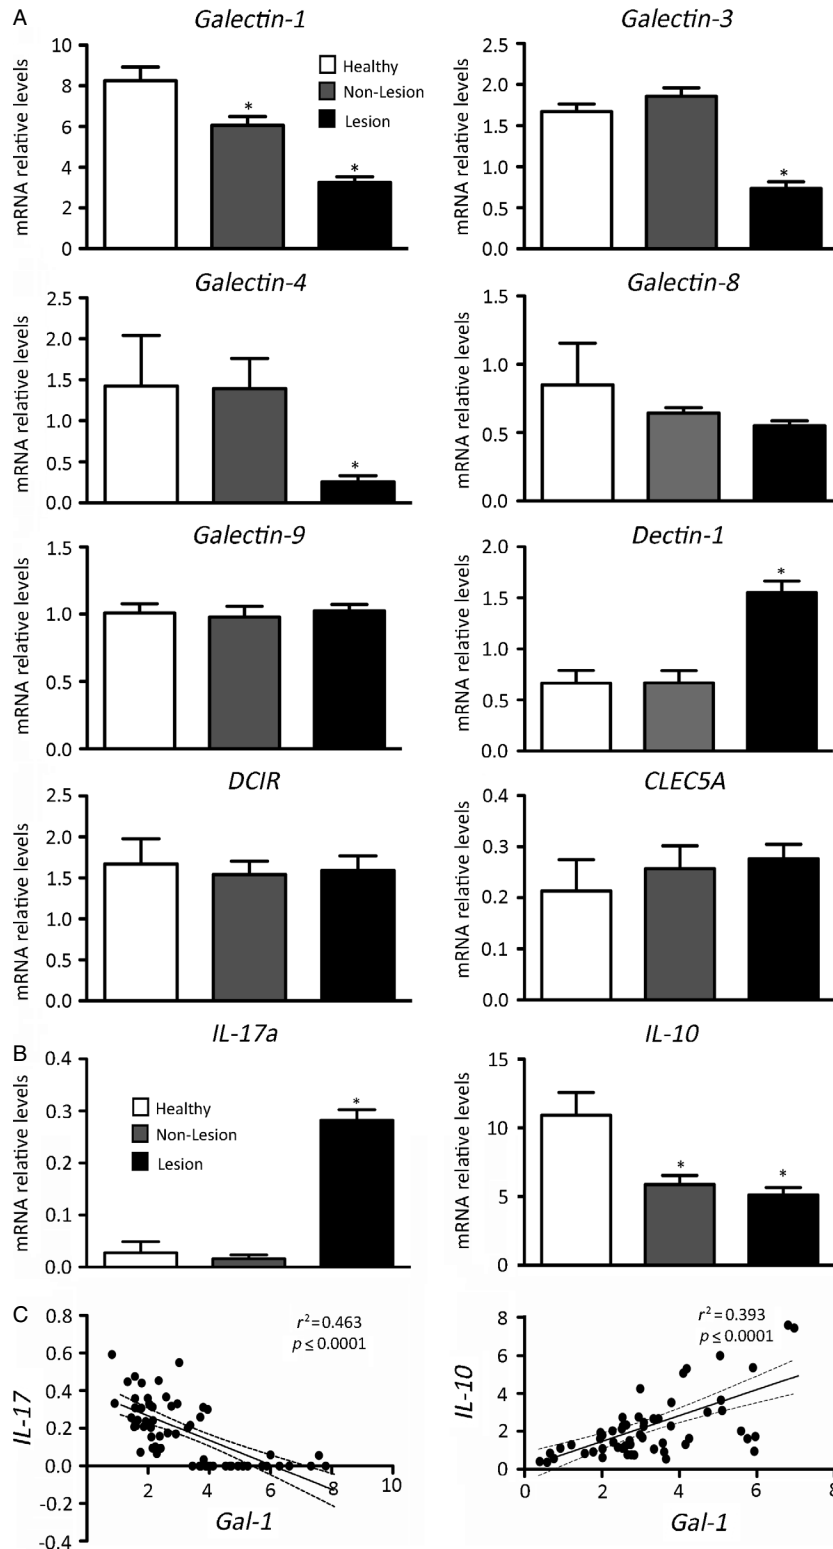 A
Galectin-1
mRNA relative levels
10
8
6
4
2
0
Healthy
Non-Lesion
Lesion
*
*
Galectin-3
mRNA relative levels
2.5
2.0
1.5
1.0
0.5
0.0
*
Galectin-4
mRNA relative levels
2.5
2.0
1.5
1.0
0.5
0.0
*
Galectin-8
mRNA relative levels
1.5
1.0
0.5
0.0
Galectin-9
mRNA relative levels
1.5
1.0
0.5
0.0
Dectin-1
mRNA relative levels
2.0
1.5
1.0
0.5
0.0
*
DCIR
mRNA relative levels
2.5
2.0
1.5
1.0
0.5
0.0
CLEC5A
mRNA relative levels
0.4
0.3
0.2
0.1
0.0
B
IL-17a
mRNA relative levels
0.4
0.3
0.2
0.1
0.0
Healthy
Non-Lesion
Lesion
*
IL-10
mRNA relative levels
15
10
5
0
*
*
C
IL-17
0.8
0.6
0.4
0.2
0.0
-0.2
-0.4
r² = 0.463
p ≤ 0.0001
2
4
6
8
10
Gal-1
IL-10
8
6
4
2
0
r² = 0.393
p ≤ 0.0001
0
2
4
6
8
Gal-1